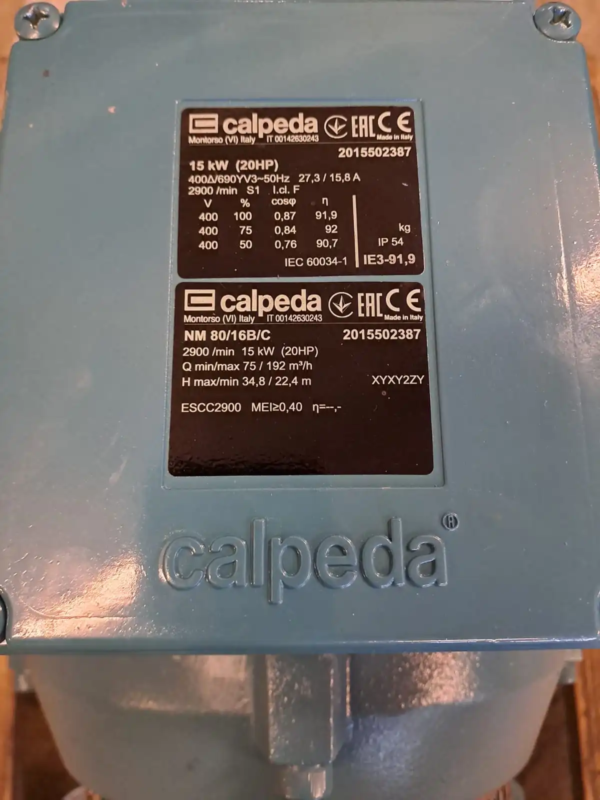 calpeda EAC CE
Montorso (VI) Italy IT 00142630243 Made in Italy
2015502387
15 kW (20HP)
400Δ/690YV3~50Hz 27,3 / 15,8 A
2900 /min S1 I.cl. F
V % cosφ η
400 100 0,87 91,9
400 75 0,84 92 kg
400 50 0,76 90,7 IP 54
IEC 60034-1 IE3-91,9
calpeda EAC CE
Montorso (VI) Italy IT 00142630243 Made in Italy
NM 80/16B/C 2015502387
2900 /min 15 kW (20HP)
Q min/max 75 / 192 m³/h
H max/min 34,8 / 22,4 m XYXY2ZY
ESCC2900 MEI≥0,40 η=--,-
calpeda®